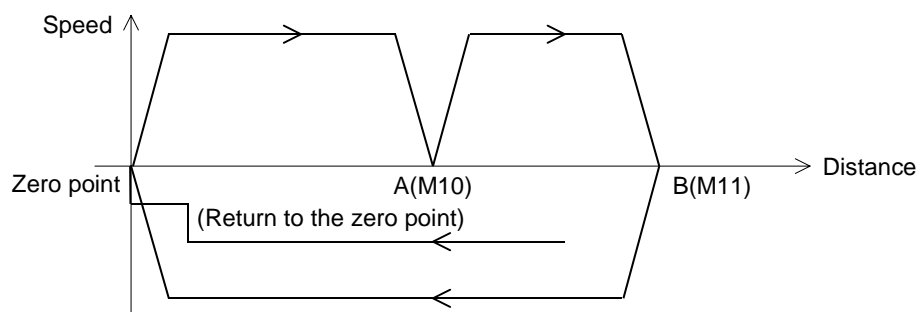 Speed
Distance
Zero point
A(M10)
B(M11)
(Return to the zero point)